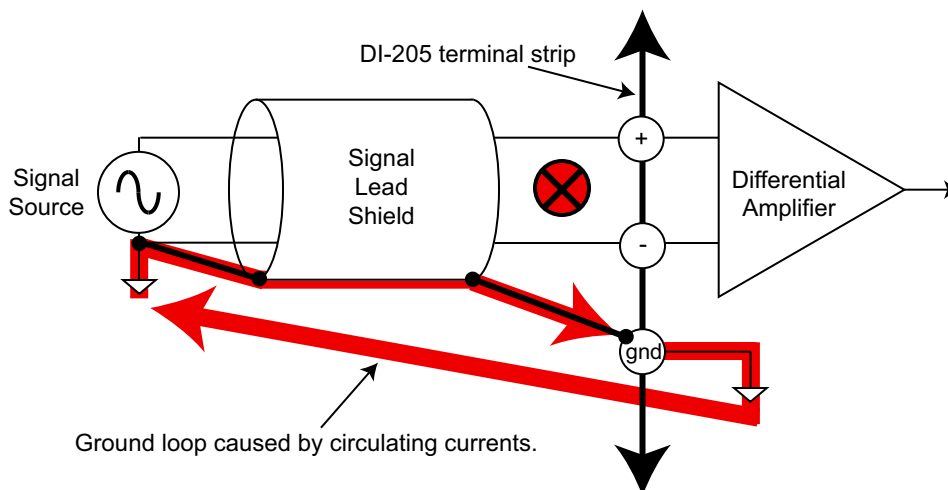 DI-205 terminal strip
Signal
Source
Signal
Lead
Shield
+
-
gnd
Differential
Amplifier
Ground loop caused by circulating currents.